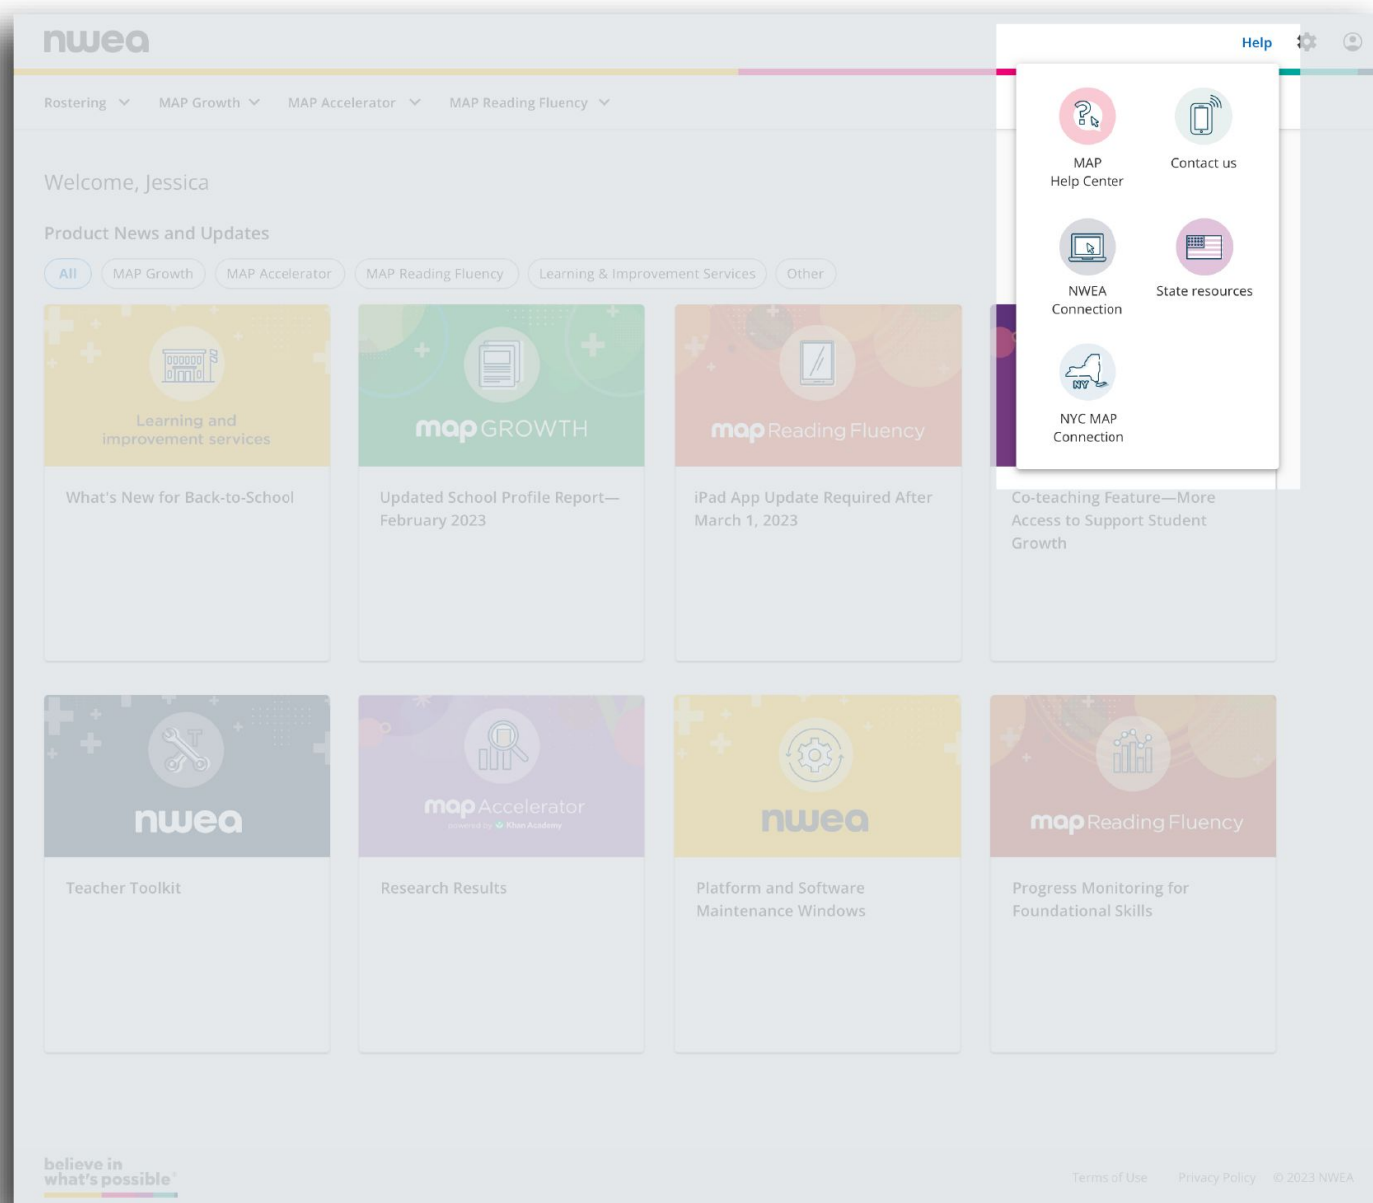 nwea
Help
Rostering
MAP Growth
MAP Accelerator
MAP Reading Fluency
MAP
Help Center
Contact us
NWEA
Connection
State resources
NY
NYC MAP
Connection
Welcome, Jessica
Product News and Updates
All
MAP Growth
MAP Accelerator
MAP Reading Fluency
Learning & Improvement Services
Other
Learning and
improvement services
map GROWTH
map Reading Fluency
What's New for Back-to-School
Updated School Profile Report—
February 2023
iPad App Update Required After
March 1, 2023
Co-teaching Feature—More
Access to Support Student
Growth
T
nwea
map Accelerator
powered by Khan Academy
nwea
map Reading Fluency
Teacher Toolkit
Research Results
Platform and Software
Maintenance Windows
Progress Monitoring for
Foundational Skills
believe in
what's possible®
Terms of Use
Privacy Policy
© 2023 NWEA